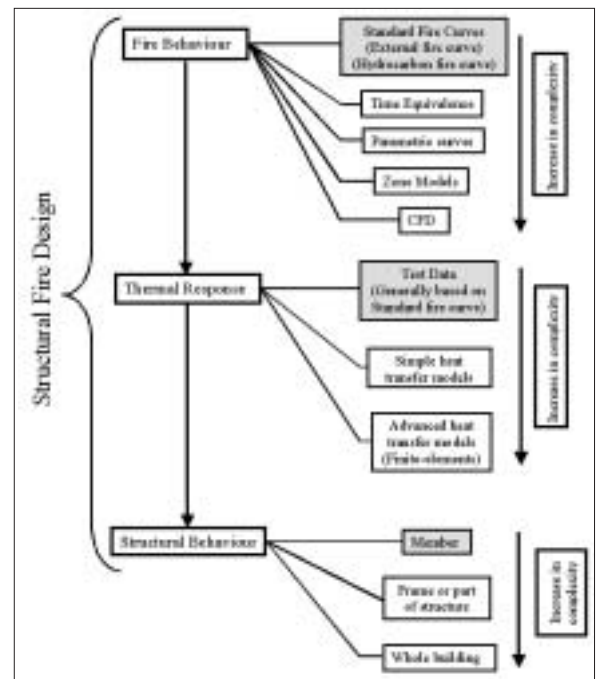 Structural Fire Design
Fire Behaviour
Standard Fire Curves
(External fire curve)
(Hydrocarbon fire curve)
Time Equivalence
Parametric curves
Zone Models
CFD
Increase in complexity
Thermal Response
Test Data
(Generally based on
Standard fire curve)
Simple heat
transfer models
Advanced heat
transfer models
(Finite-elements)
Increase in complexity
Structural Behaviour
Member
Frame or part
of structure
Whole building
Increase in
complexity